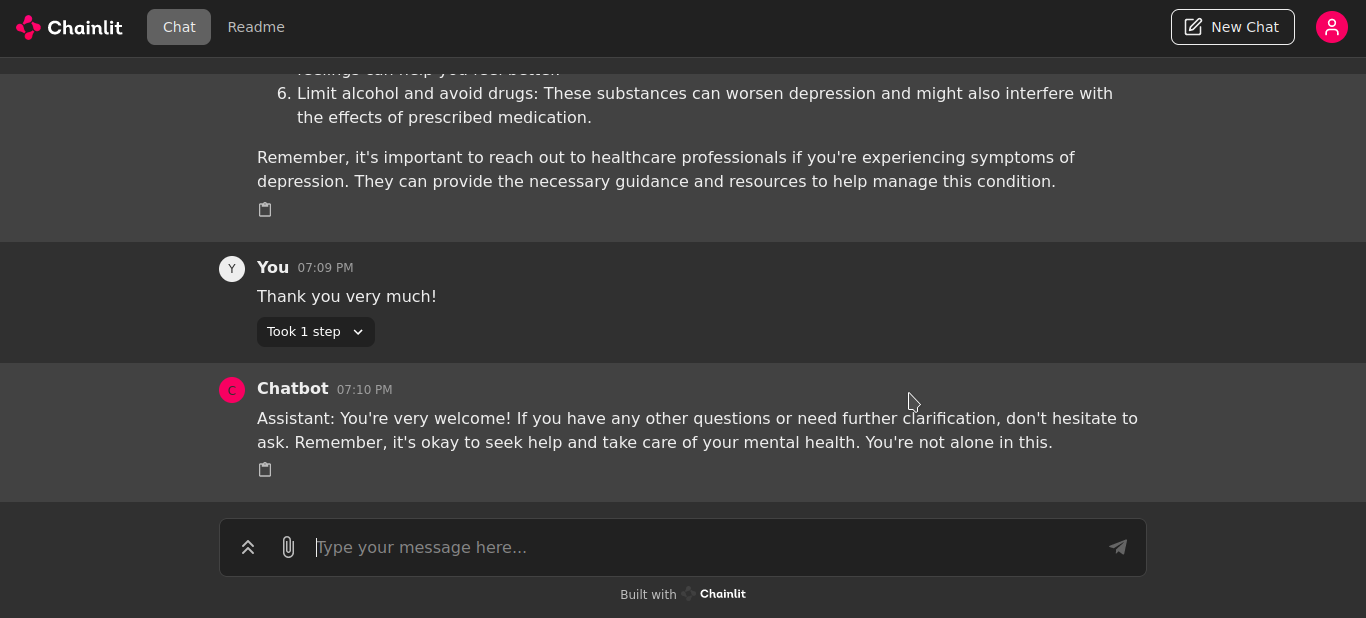 Chainlit
Chat
Readme
New Chat
feelings can help you feel better.
6. Limit alcohol and avoid drugs: These substances can worsen depression and might also interfere with
the effects of prescribed medication.
Remember, it's important to reach out to healthcare professionals if you're experiencing symptoms of
depression. They can provide the necessary guidance and resources to help manage this condition.
Y
You 07:09 PM
Thank you very much!
Took 1 step
C
Chatbot 07:10 PM
Assistant: You're very welcome! If you have any other questions or need further clarification, don't hesitate to
ask. Remember, it's okay to seek help and take care of your mental health. You're not alone in this.
Type your message here...
Built with Chainlit